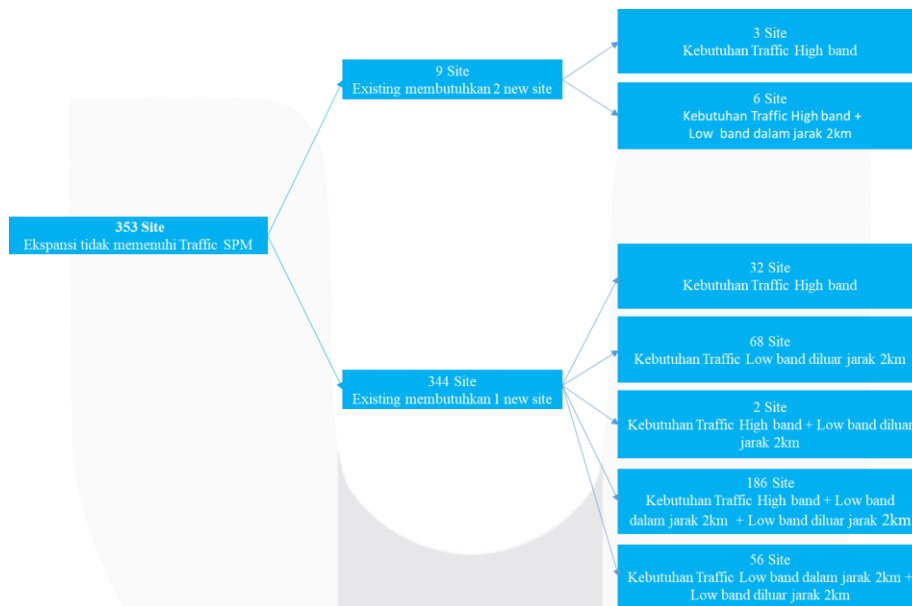 3 Site
Kebutuhan Traffic High band
9 Site
Existing membutuhkan 2 new site
6 Site
Kebutuhan Traffic High band +
Low band dalam jarak 2km
353 Site
Ekspansi tidak memenuhi Traffic SPM
32 Site
Kebutuhan Traffic High band
68 Site
Kebutuhan Traffic Low band diluar jarak 2km
344 Site
Existing membutuhkan 1 new site
2 Site
Kebutuhan Traffic High band + Low band diluar
jarak 2km
186 Site
Kebutuhan Traffic High band + Low band
dalam jarak 2km + Low band diluar jarak 2km
56 Site
Kebutuhan Traffic Low band dalam jarak 2km +
Low band diluar jarak 2km